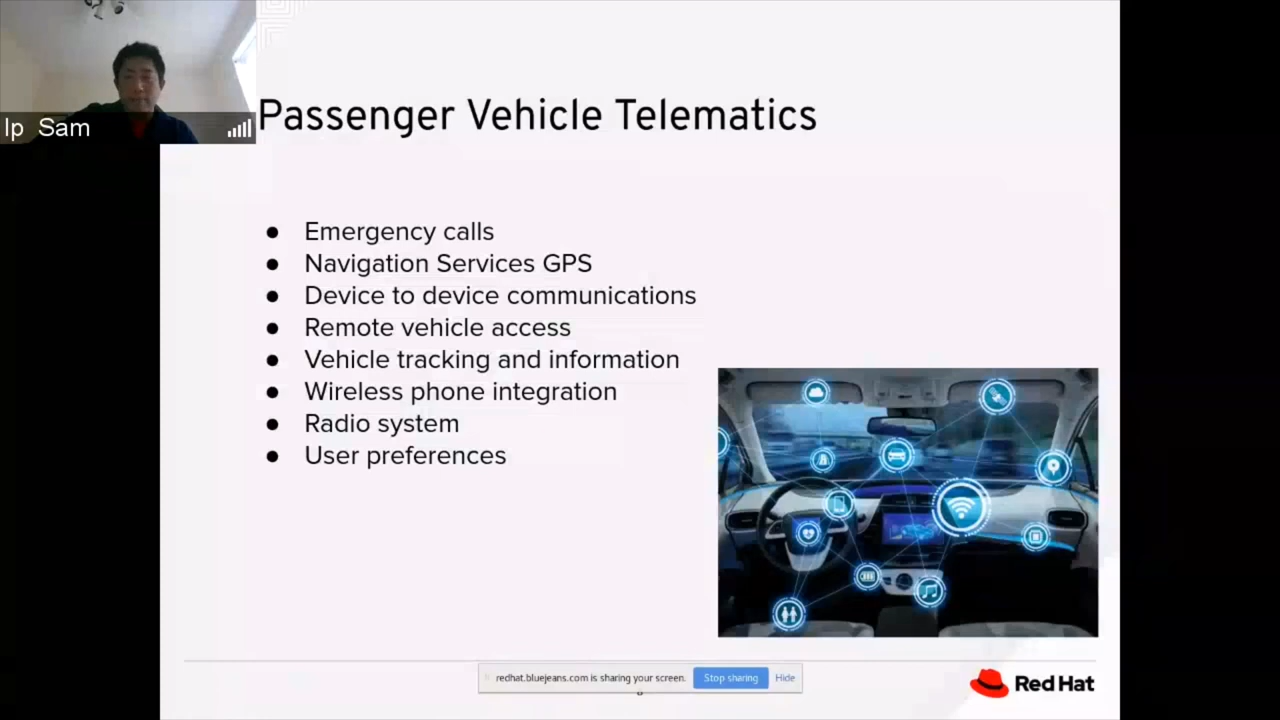 Ip Sam
Passenger Vehicle Telematics
● Emergency calls
● Navigation Services GPS
● Device to device communications
● Remote vehicle access
● Vehicle tracking and information
● Wireless phone integration
● Radio system
● User preferences
redhat.bluejeans.com is sharing your screen. Stop sharing Hide
Red Hat